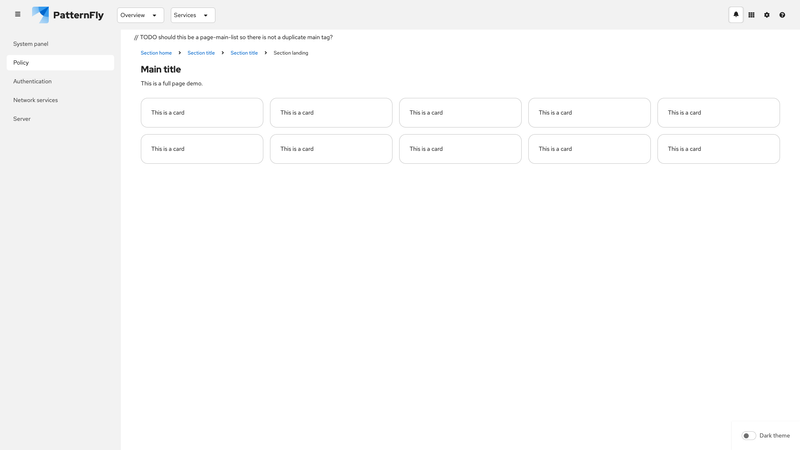 PatternFly
Overview
Services
System panel
Policy
Authentication
Network services
Server
// TODO should this be a page-main-list so there is not a duplicate main tag?
Section home
Section title
Section title
Section landing
Main title
This is a full page demo.
This is a card
This is a card
This is a card
This is a card
This is a card
This is a card
This is a card
This is a card
This is a card
This is a card
Dark theme